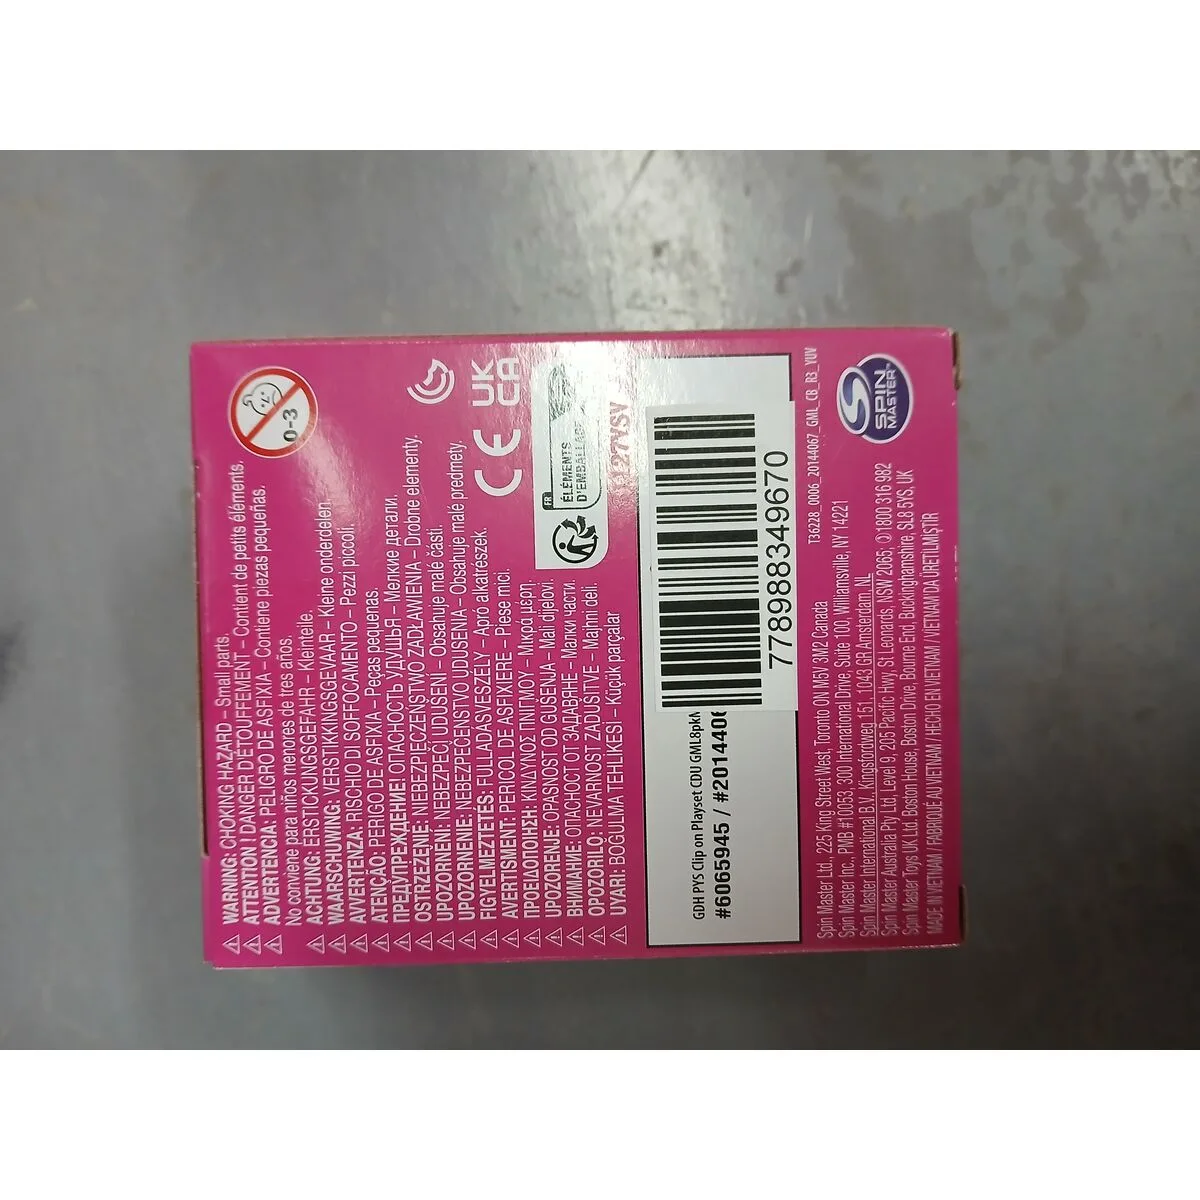 WARNING: CHOKING HAZARD – Small parts.
ATTENTION ! DANGER D'ÉTOUFFEMENT – Contient de petits éléments.
ADVERTENCIA: PELIGRO DE ASFIXIA – Contiene piezas pequeñas.
No conviene para niños menores de tres años.
ACHTUNG: ERSTICKUNGSGEFAHR – Kleinteile.
WAARSCHUWING: VERSTIKKINGSGEVAAR – Kleine onderdelen.
AVVERTENZA: RISCHIO DI SOFFOCAMENTO – Pezzi piccoli.
ATENÇÃO: PERIGO DE ASFIXIA – Peças pequenas.
ПРЕДУПРЕЖДЕНИЕ! ОПАСНОСТЬ УДУШЬЯ – Мелкие детали.
OSTRZEŻENIE: NIEBEZPIECZEŃSTWO ZADŁAWIENIA – Drobne elementy.
UPOZORNĚNÍ: NEBEZPEČÍ UDUŠENÍ – Obsahuje malé části.
UPOZORNENIE: NEBEZPEČENSTVO UDUSENIA – Obsahuje malé predmety.
FIGYELMEZTETÉS: FULLADÁSVESZÉLY – Apró alkatrészek.
AVERTISMENT: PERICOL DE ASFIXIERE – Piese mici.
ΠΡΟΕΙΔΟΠΟΙΗΣΗ: ΚΙΝΔΥΝΟΣ ΠΝΙΓΜΟΥ – Μικρά μέρη.
UPOZORENJE: OPASNOST OD GUŠENJA – Mali dijelovi.
ВНИМАНИЕ: ОПАСНОСТ ОТ ЗАДАВЯНЕ – Малки части.
OPOZORILO: NEVARNOST ZADUŠITVE – Majhni deli.
UYARI: BOĞULMA TEHLİKESİ – Küçük parçalar
0-3
CE
UK
CA
FR
ÉLÉMENTS
D'EMBALLAGE
127VSV
GDH PYS Clip on Playset CDU GML8pk
#6065945 / #2014406
778988349670
T36228_0006_20144067_GML_CB_R3_YUV
Spin Master Ltd., 225 King Street West, Toronto ON M5V 3M2 Canada
Spin Master Inc., PMB #10053, 300 International Drive, Suite 100, Williamsville, NY 14221
Spin Master International B.V., Kingsfordweg 151, 1043 GR Amsterdam, NL
Spin Master Australia Pty Ltd, Level 9, 205 Pacific Hwy, St Leonards, NSW 2065; 1800 316 982
Spin Master Toys UK Ltd, Boston House, Boston Drive, Bourne End, Buckinghamshire, SL8 5YS, UK
MADE IN VIETNAM / FABRIQUÉ AU VIETNAM / HECHO EN VIETNAM / VIETNAM'DA ÜRETİLMİŞTİR
SPIN
MASTER™